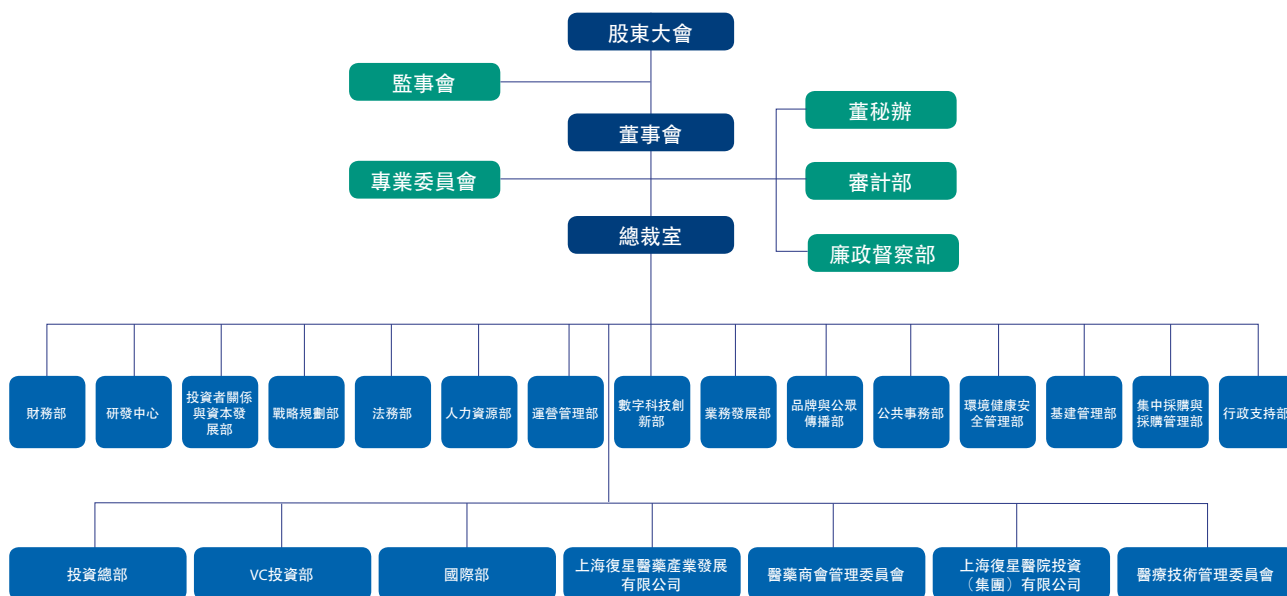 股東大會
監事會
董秘辦
董事會
專業委員會
審計部
總裁室
廉政督察部
財務部
研發中心
投資者關係
與資本發
展部
戰略規劃部
法務部
人力資源部
運營管理部
數字科技創
新部
業務發展部
品牌與公眾
傳播部
公共事務部
環境健康安
全管理部
基建管理部
集中採購與
採購管理部
行政支持部
投資總部
VC投資部
國際部
上海復星醫藥產業發展
有限公司
醫藥商會管理委員會
上海復星醫院投資
（集團）有限公司
醫療技術管理委員會